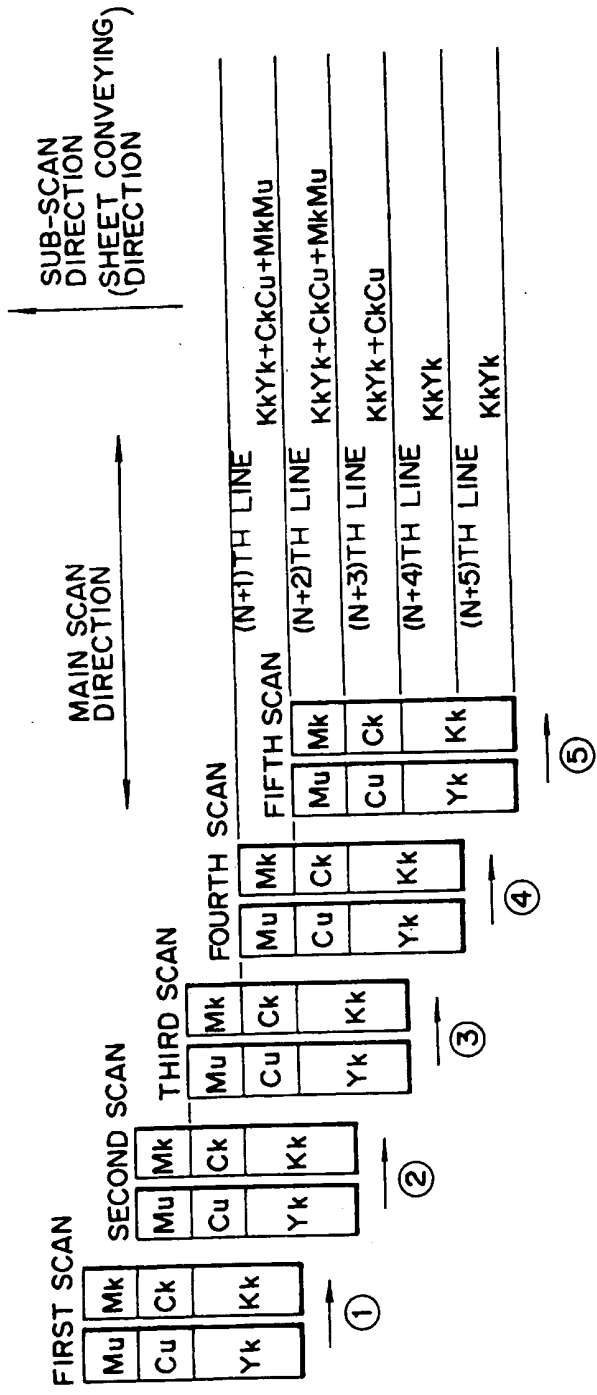 SUB-SCAN
DIRECTION
(SHEET CONVEYING)
DIRECTION
MAIN SCAN
DIRECTION
FIRST SCAN
Mu Mk
Cu Ck
Yk Kk
①
SECOND SCAN
Mu Mk
Cu Ck
Yk Kk
②
THIRD SCAN
Mu Mk
Cu Ck
Yk Kk
③
FOURTH SCAN
Mu Mk
Cu Ck
Yk Kk
④
FIFTH SCAN
Mu Mk
Cu Ck
Yk Kk
⑤
(N+1)TH LINE KkYk+CkCu+MkMu
(N+2)TH LINE KkYk+CkCu+MkMu
(N+3)TH LINE KkYk+CkCu
(N+4)TH LINE KkYk
(N+5)TH LINE KkYk